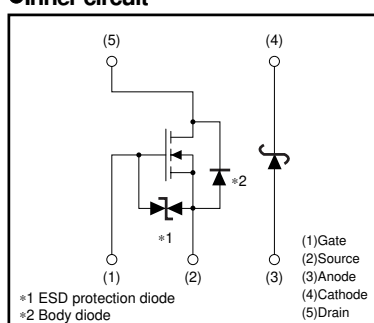 ●Inner circuit
(5) (4)
∗2
∗1
(1) (2) (3)
∗1 ESD protection diode
∗2 Body diode
(1)Gate
(2)Source
(3)Anode
(4)Cathode
(5)Drain